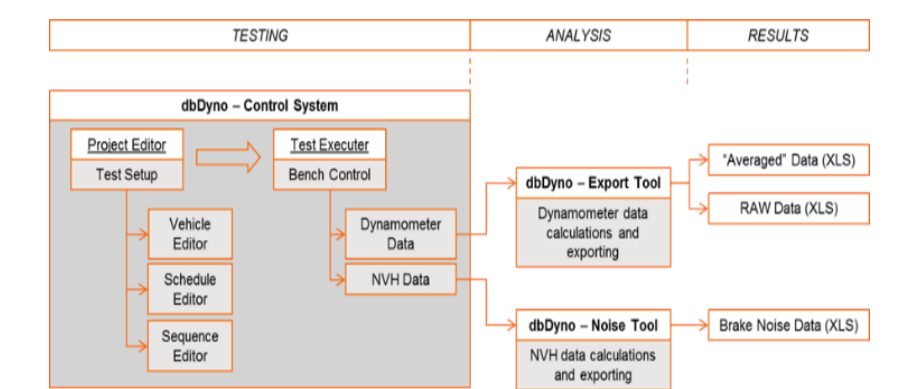 TESTING
ANALYSIS
RESULTS
dbDyno – Control System
Project Editor
Test Setup
Vehicle
Editor
Schedule
Editor
Sequence
Editor
Test Executer
Bench Control
Dynamometer
Data
NVH Data
dbDyno – Export Tool
Dynamometer data
calculations and
exporting
dbDyno – Noise Tool
NVH data calculations
and exporting
“Averaged” Data (XLS)
RAW Data (XLS)
Brake Noise Data (XLS)